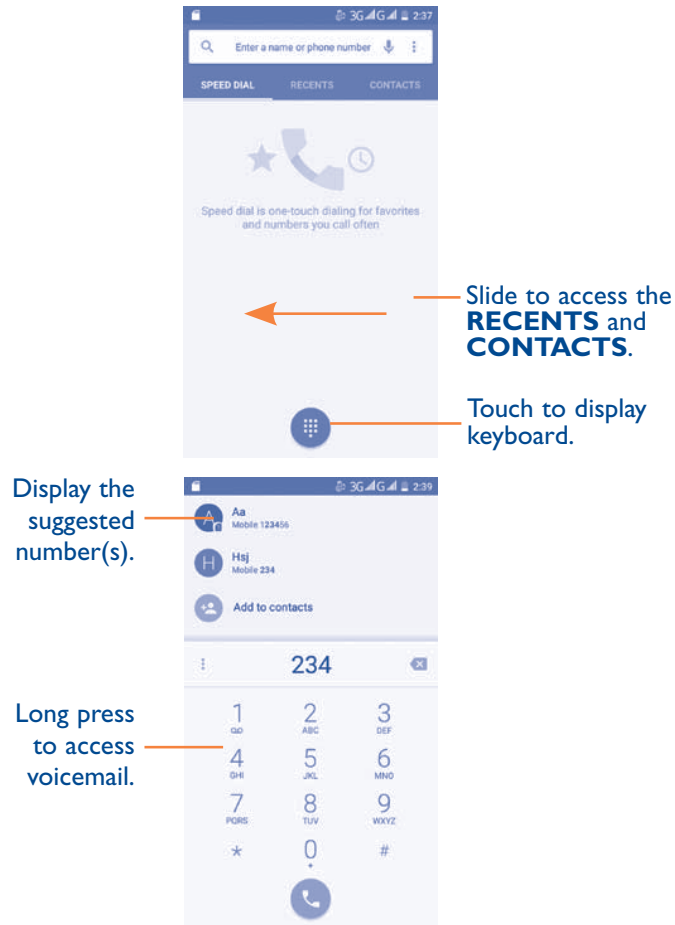 3G G 2:37
Enter a name or phone number
SPEED DIAL RECENTS CONTACTS
Speed dial is one-touch dialing for favorites
and numbers you call often
Slide to access the
RECENTS and
CONTACTS.
Touch to display
keyboard.
Display the
suggested
number(s).
3G G 2:39
A Aa
Mobile 123456
H Hsj
Mobile 234
Add to contacts
234
Long press
to access
voicemail.
1 2 3
ABC DEF
4 5 6
GHI JKL MNO
7 8 9
PQRS TUV WXYZ
* 0 #
+